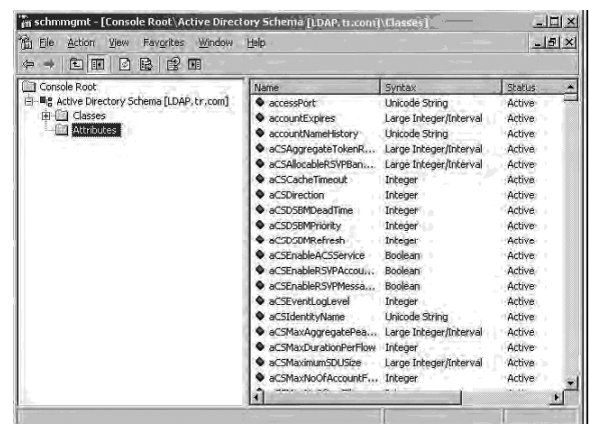 schmmgmt - [Console Root\Active Directory Schema [LDAP.tr.com]\Classes]
File Action View Favorites Window Help
Console Root
Active Directory Schema [LDAP.tr.com]
Classes
Attributes
Name Syntax Status
accessPort Unicode String Active
accountExpires Large Integer/Interval Active
accountNameHistory Unicode String Active
aCSAggregateTokenR... Large Integer/Interval Active
aCSAllocableRSVPBan... Large Integer/Interval Active
aCSCacheTimeout Integer Active
aCSDirection Integer Active
aCSDSBMDeadTime Integer Active
aCSDSBMPriority Integer Active
aCSDSBMRefresh Integer Active
aCSEnableACSService Boolean Active
aCSEnableRSVPAccou... Boolean Active
aCSEnableRSVPMessa... Boolean Active
aCSEventLogLevel Integer Active
aCSIdentityName Unicode String Active
aCSMaxAggregatePea... Large Integer/Interval Active
aCSMaxDurationPerFlow Integer Active
aCSMaximumSDUSize Large Integer/Interval Active
aCSMaxNoOfAccountF... Integer Active